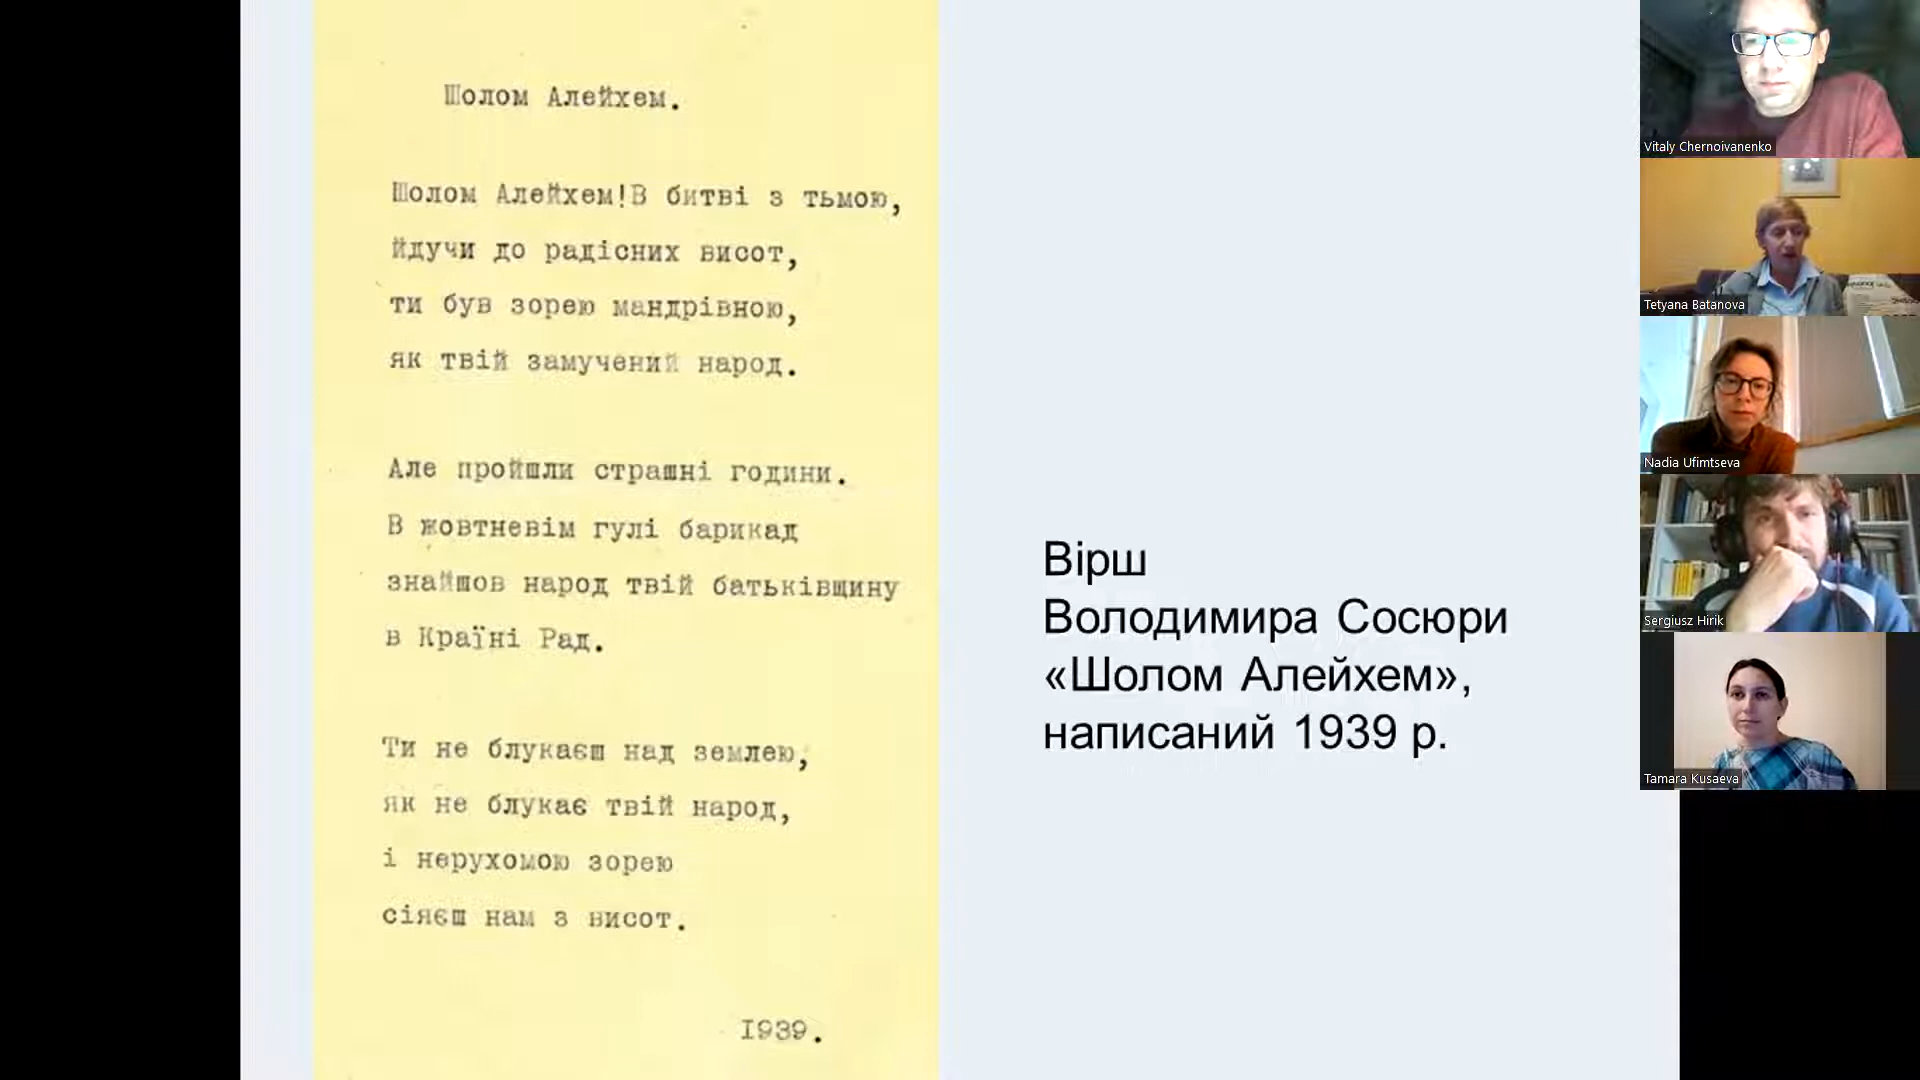 Шолом Алейхем.
Шолом Алейхем!В битві з тьмою,
йдучи до радісних висот,
ти був зорею мандрівною,
як твій замучений народ.
Але пройшли страшні години.
В жовтневім гулі барикад
знайшов народ твій батьківщину
в Країні Рад.
Ти не блукаєш над землею,
як не блукає твій народ,
і нерухомою зорею
сіяєш нам з висот.
I939.
Вірш
Володимира Сосюри
«Шолом Алейхем»,
написаний 1939 р.
Vitaly Chernoivanenko
Tetyana Batanova
Nadia Ufimtseva
Sergiusz Hirik
Tamara Kusaeva